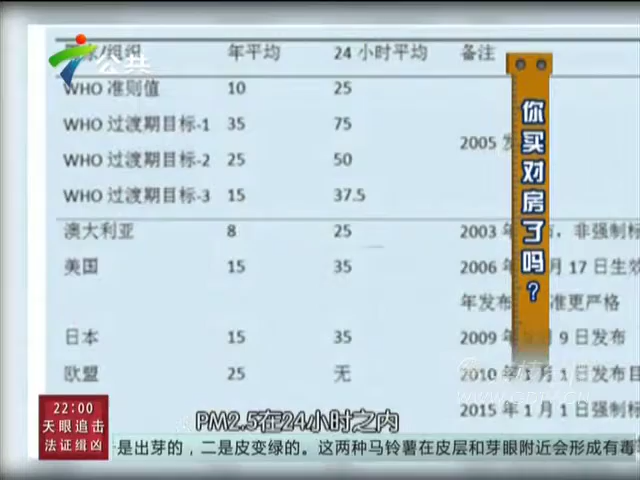 国家/组织 年平均 24 小时平均 备注
公共
WHO 准则值 10 25
WHO 过渡期目标-1 35 75
2005
WHO 过渡期目标-2 25 50
WHO 过渡期目标-3 15 37.5
澳大利亚 8 25 2003 年 非强制标
美国 15 35 2006 月 17 日生效
年发布 准更严格
日本 15 35 2009 年 9 日发布
欧盟 25 无 2010 年 1 月 1 日发布目
2015 年 1 月 1 日强制标
你买对房了吗？
PM2.5在24小时之内
22:00
天眼追击
法证缉凶
是出芽的，二是皮变绿的。这两种马铃薯在皮层和芽眼附近会形成有毒